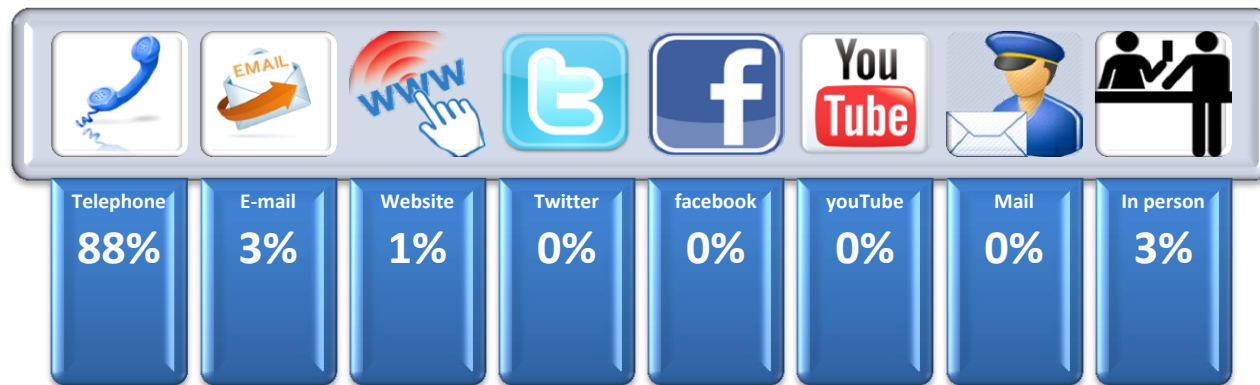 EMAIL
WWW
t
f
You
Tube
Telephone
88%
E-mail
3%
Website
1%
Twitter
0%
facebook
0%
youTube
0%
Mail
0%
In person
3%